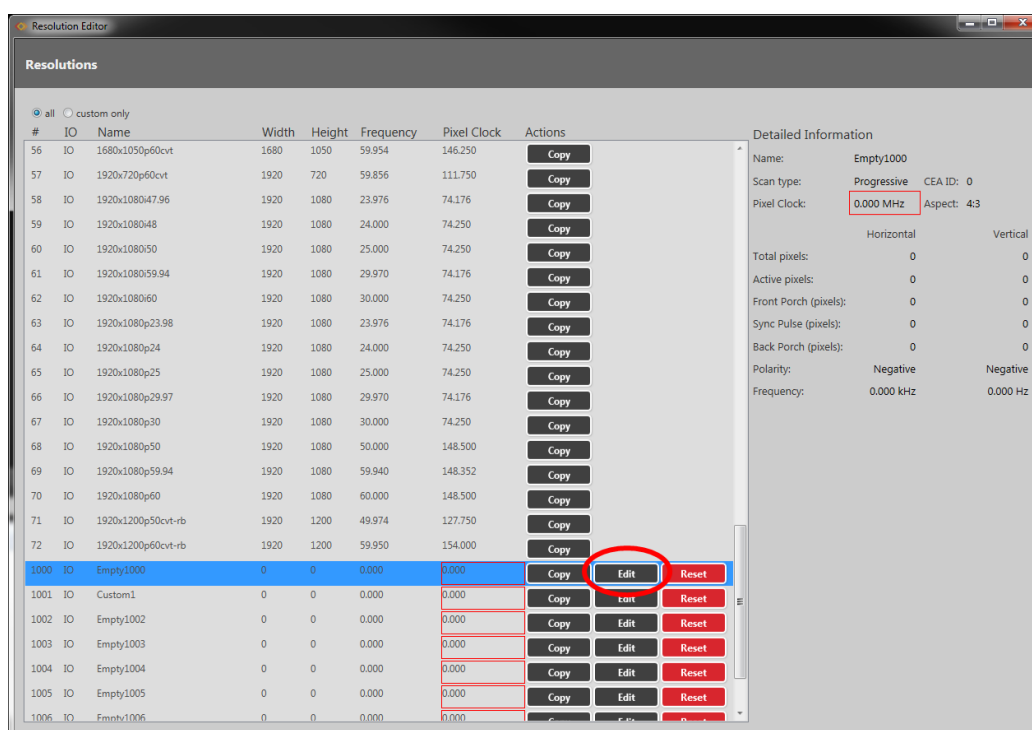 Resolution Editor
Resolutions
all custom only
# IO Name Width Height Frequency Pixel Clock Actions
56 IO 1680x1050p60cvt 1680 1050 59.954 146.250 Copy
57 IO 1920x720p60cvt 1920 720 59.856 111.750 Copy
58 IO 1920x1080i47.96 1920 1080 23.976 74.176 Copy
59 IO 1920x1080i48 1920 1080 24.000 74.250 Copy
60 IO 1920x1080i50 1920 1080 25.000 74.250 Copy
61 IO 1920x1080i59.94 1920 1080 29.970 74.176 Copy
62 IO 1920x1080i60 1920 1080 30.000 74.250 Copy
63 IO 1920x1080p23.98 1920 1080 23.976 74.176 Copy
64 IO 1920x1080p24 1920 1080 24.000 74.250 Copy
65 IO 1920x1080p25 1920 1080 25.000 74.250 Copy
66 IO 1920x1080p29.97 1920 1080 29.970 74.176 Copy
67 IO 1920x1080p30 1920 1080 30.000 74.250 Copy
68 IO 1920x1080p50 1920 1080 50.000 148.500 Copy
69 IO 1920x1080p59.94 1920 1080 59.940 148.352 Copy
70 IO 1920x1080p60 1920 1080 60.000 148.500 Copy
71 IO 1920x1200p50cvt-rb 1920 1200 49.974 127.750 Copy
72 IO 1920x1200p60cvt-rb 1920 1200 59.950 154.000 Copy
1000 IO Empty1000 0 0 0.000 0.000 Copy Edit Reset
1001 IO Custom1 0 0 0.000 0.000 Copy Edit Reset
1002 IO Empty1002 0 0 0.000 0.000 Copy Edit Reset
1003 IO Empty1003 0 0 0.000 0.000 Copy Edit Reset
1004 IO Empty1004 0 0 0.000 0.000 Copy Edit Reset
1005 IO Empty1005 0 0 0.000 0.000 Copy Edit Reset
1006 IO Empty1006 0 0 0.000 0.000 Copy Edit Reset
Detailed Information
Name: Empty1000
Scan type: Progressive CEA ID: 0
Pixel Clock: 0.000 MHz Aspect: 4:3
Horizontal Vertical
Total pixels: 0 0
Active pixels: 0 0
Front Porch (pixels): 0 0
Sync Pulse (pixels): 0 0
Back Porch (pixels): 0 0
Polarity: Negative Negative
Frequency: 0.000 kHz 0.000 Hz